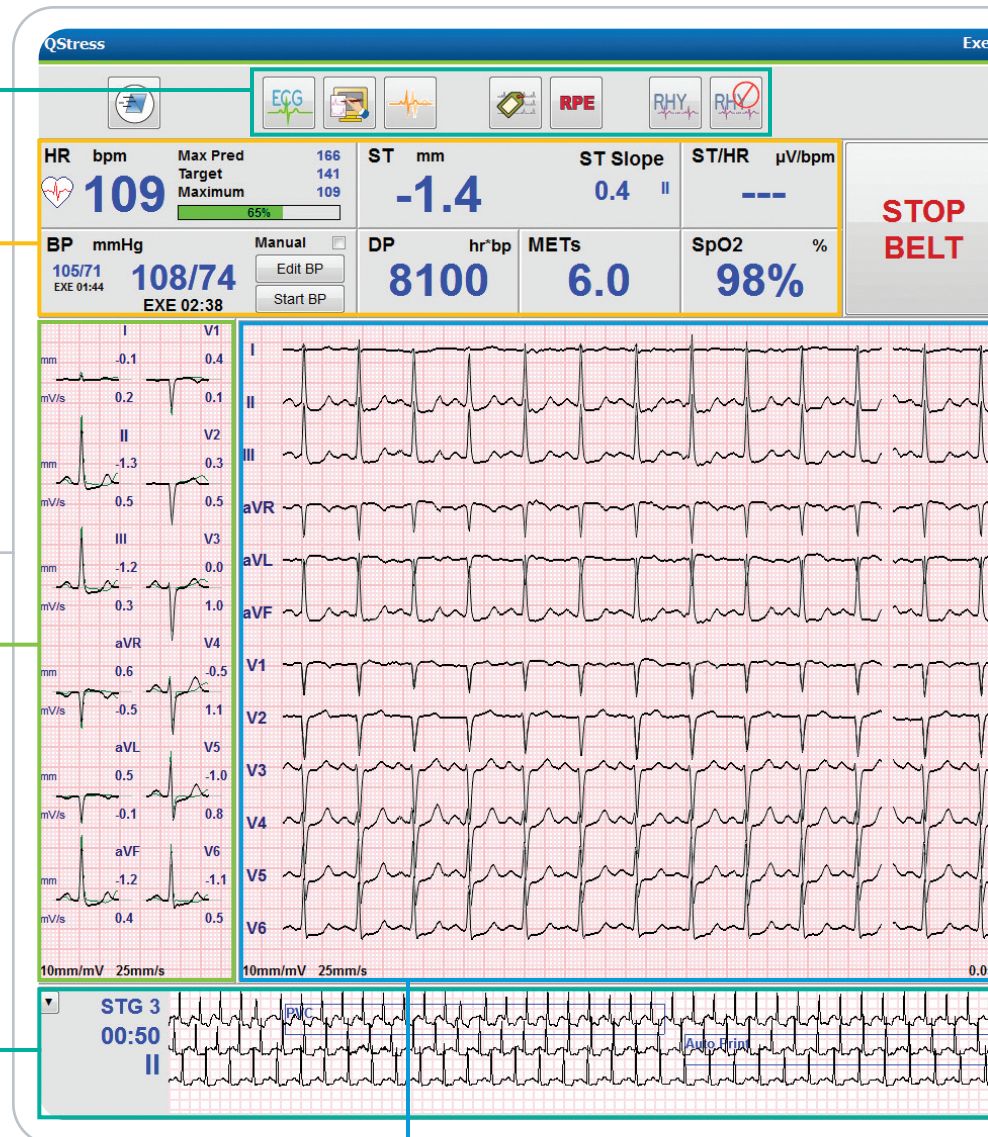 QStress Exe
ECG RPE RHY RHY
HR bpm
109
Max Pred 166
Target 141
Maximum 109
65%
ST mm
-1.4
ST Slope
0.4 II
ST/HR µV/bpm
---
STOP
BELT
BP mmHg
105/71
EXE 01:44
108/74
EXE 02:38
Manual
Edit BP
Start BP
DP hr*bp
8100
METs
6.0
SpO2 %
98%
I V1
mm -0.1 0.4
mV/s 0.2 0.1
II V2
mm -1.3 0.3
mV/s 0.5 0.5
III V3
mm -1.2 0.0
mV/s 0.3 1.0
aVR V4
mm 0.6 -0.5
mV/s -0.5 1.1
aVL V5
mm 0.5 -1.0
mV/s -0.1 0.8
aVF V6
mm -1.2 -1.1
mV/s 0.4 0.5
10mm/mV 25mm/s
I
II
III
aVR
aVL
aVF
V1
V2
V3
V4
V5
V6
10mm/mV 25mm/s 0.0
STG 3
00:50
II
PVC
Auto Print